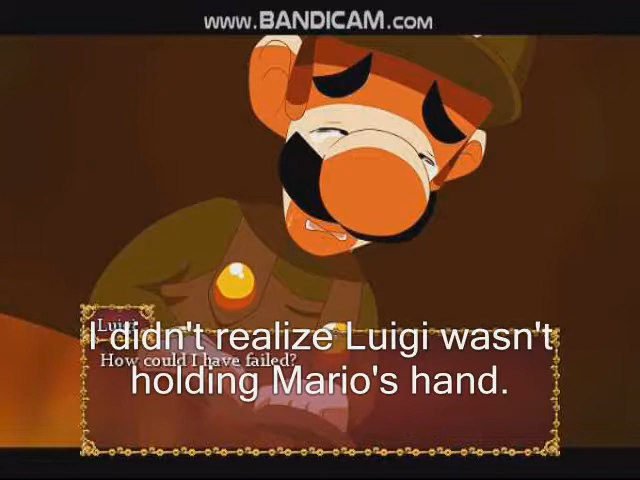 www.BANDICAM.com
Luigi
I didn't realize Luigi wasn't
How could I have failed?
holding Mario's hand.